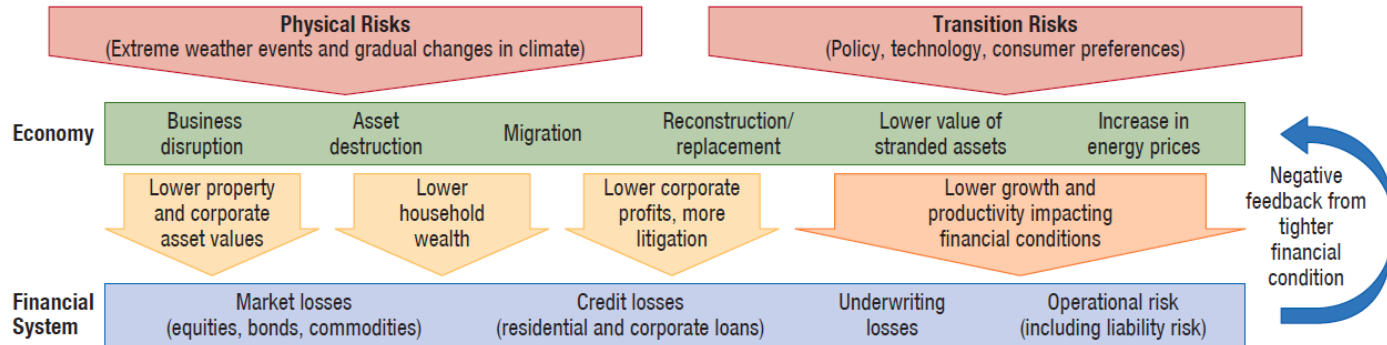 Physical Risks
(Extreme weather events and gradual changes in climate)
Transition Risks
(Policy, technology, consumer preferences)
Economy
Business
disruption
Asset
destruction
Migration
Reconstruction/
replacement
Lower value of
stranded assets
Increase in
energy prices
Lower property
and corporate
asset values
Lower
household
wealth
Lower corporate
profits, more
litigation
Lower growth and
productivity impacting
financial conditions
Negative
feedback from
tighter
financial
condition
Financial
System
Market losses
(equities, bonds, commodities)
Credit losses
(residential and corporate loans)
Underwriting
losses
Operational risk
(including liability risk)